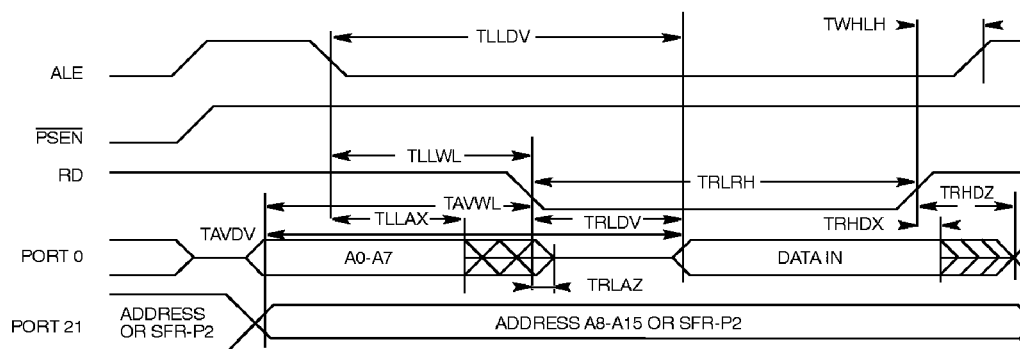 TLLDV
TWHLH
ALE
PSEN
TLLWL
RD
TRLRH
TAVWL
TRHDZ
TLLAX
TRLDV
TRHDX
TAVDV
PORT 0
A0-A7
DATA IN
TRLAZ
ADDRESS
OR SFR-P2
PORT 21
ADDRESS A8-A15 OR SFR-P2